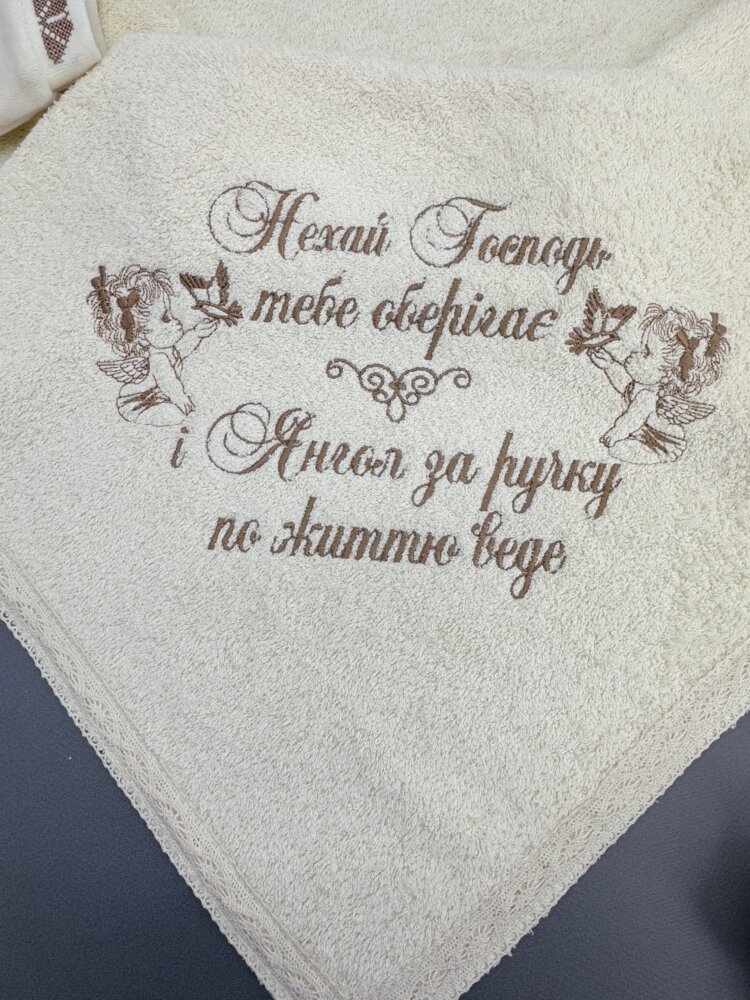 Нехай Господь
тебе оберігає
і Янгол за ручку
по життю веде